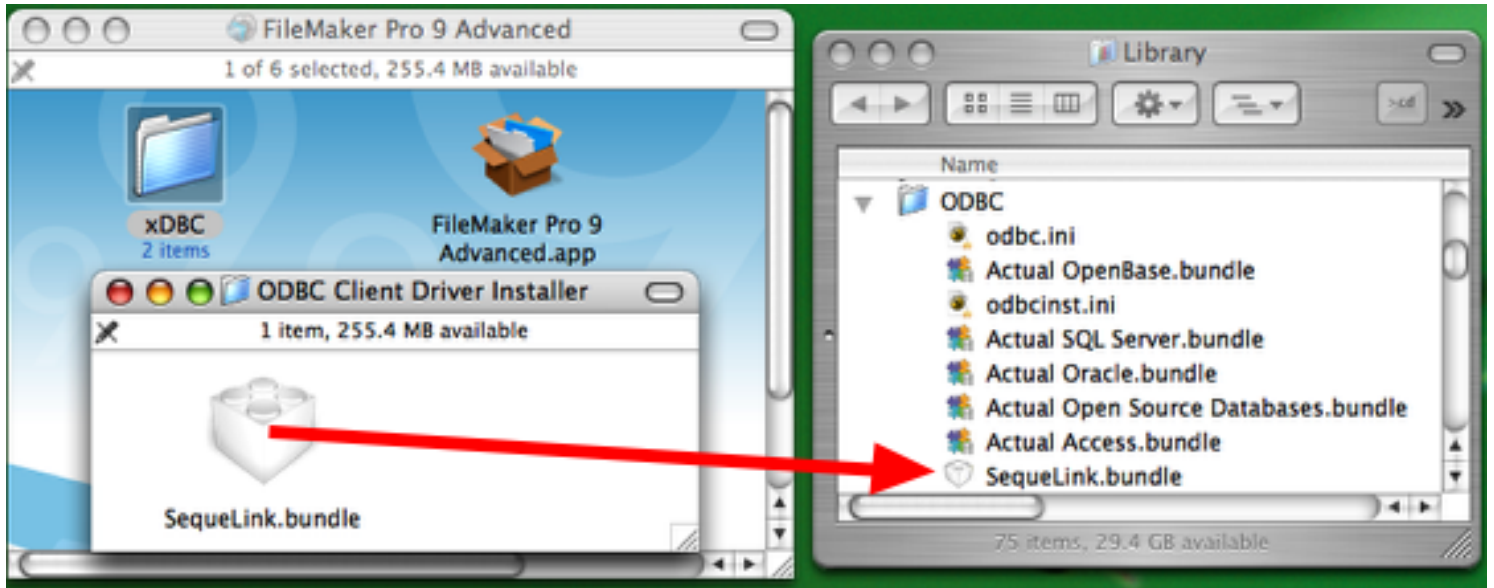 FileMaker Pro 9 Advanced
1 of 6 selected, 255.4 MB available
xDBC
2 items
FileMaker Pro 9
Advanced.app
ODBC Client Driver Installer
1 item, 255.4 MB available
SequeLink.bundle
Library
>cd
Name
ODBC
odbc.ini
Actual OpenBase.bundle
odbcinst.ini
Actual SQL Server.bundle
Actual Oracle.bundle
Actual Open Source Databases.bundle
Actual Access.bundle
SequeLink.bundle
75 items, 29.4 GB available